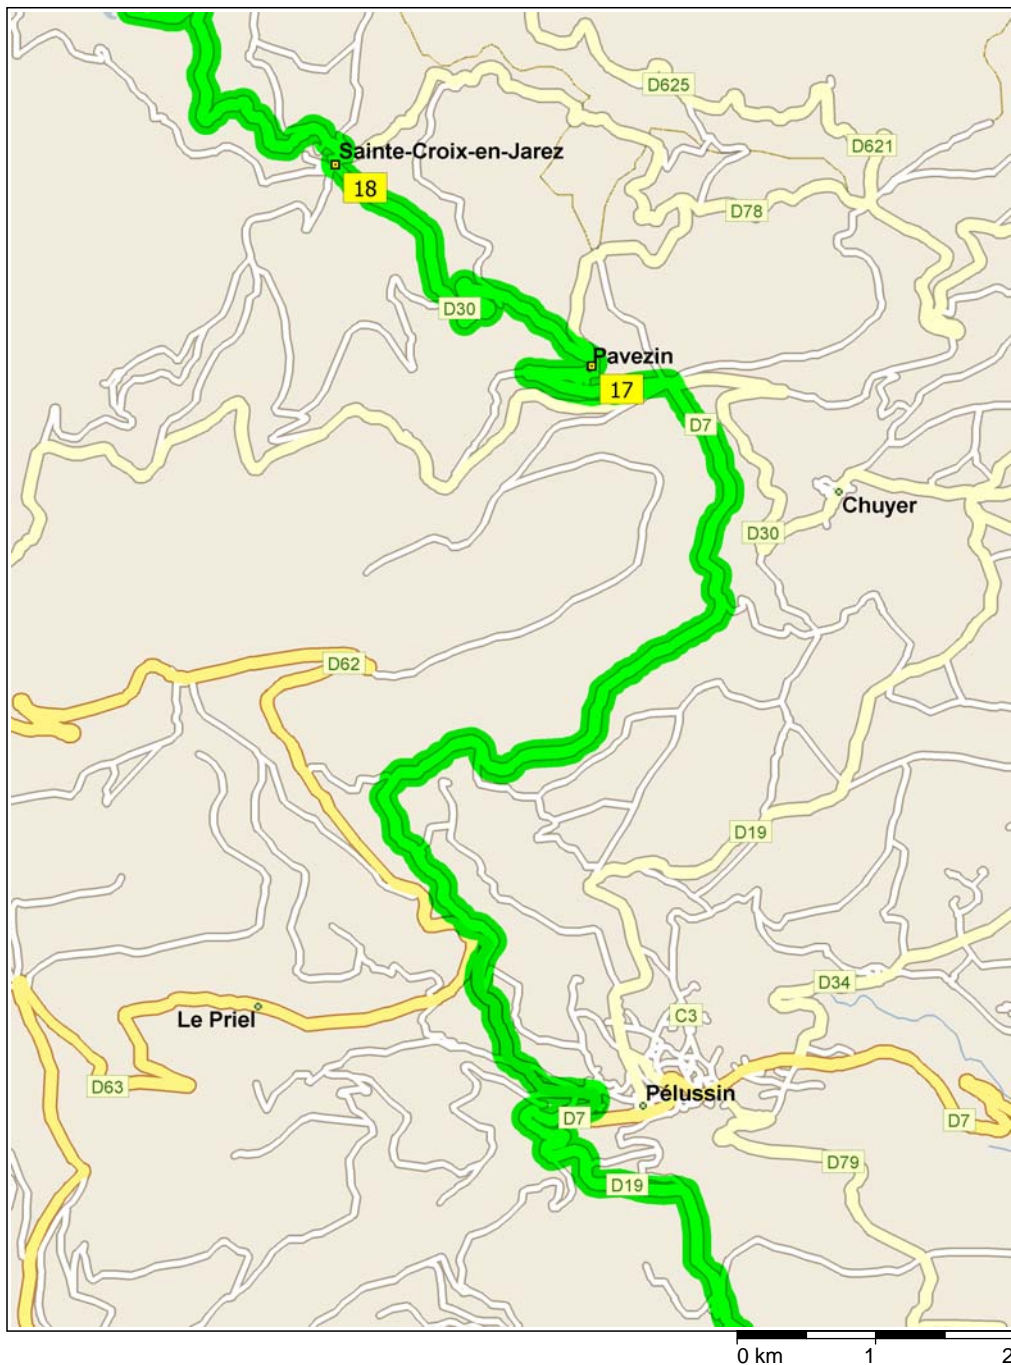 D625
D621
Sainte-Croix-en-Jarez
18
D78
D30
Pavezin
17
D7
Chuyer
D30
D62
D19
D34
Le Priel
C3
D63
Pélussin
D7
D7
D79
D19
0 km 1 2